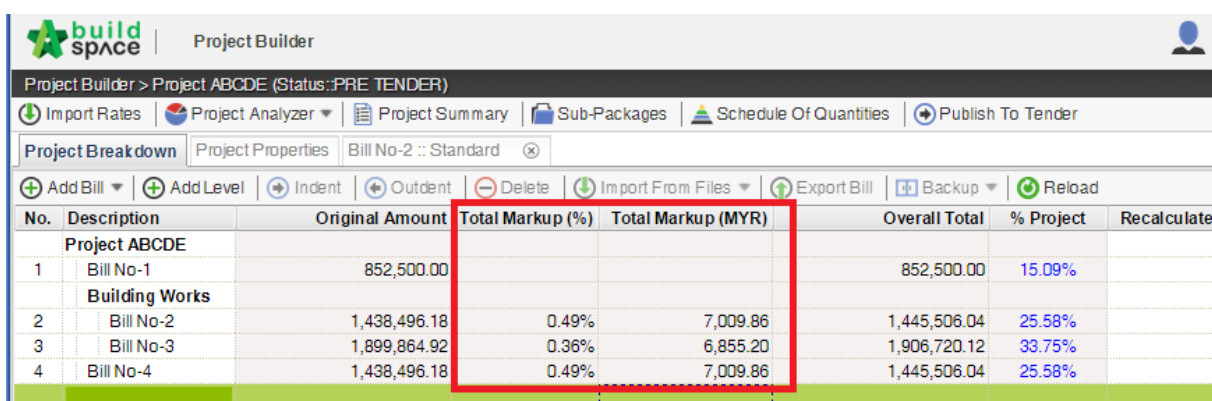 build
spʌce
Project Builder
Project Builder > Project ABCDE (Status::PRE TENDER)
Import Rates Project Analyzer Project Summary Sub-Packages Schedule Of Quantities Publish To Tender
Project Breakdown Project Properties Bill No-2 :: Standard
Add Bill Add Level Indent Outdent Delete Import From Files Export Bill Backup Reload
No. Description Original Amount Total Markup (%) Total Markup (MYR) Overall Total % Project Recalculate
Project ABCDE
1 Bill No-1 852,500.00 852,500.00 15.09%
Building Works
2 Bill No-2 1,438,496.18 0.49% 7,009.86 1,445,506.04 25.58%
3 Bill No-3 1,899,864.92 0.36% 6,855.20 1,906,720.12 33.75%
4 Bill No-4 1,438,496.18 0.49% 7,009.86 1,445,506.04 25.58%